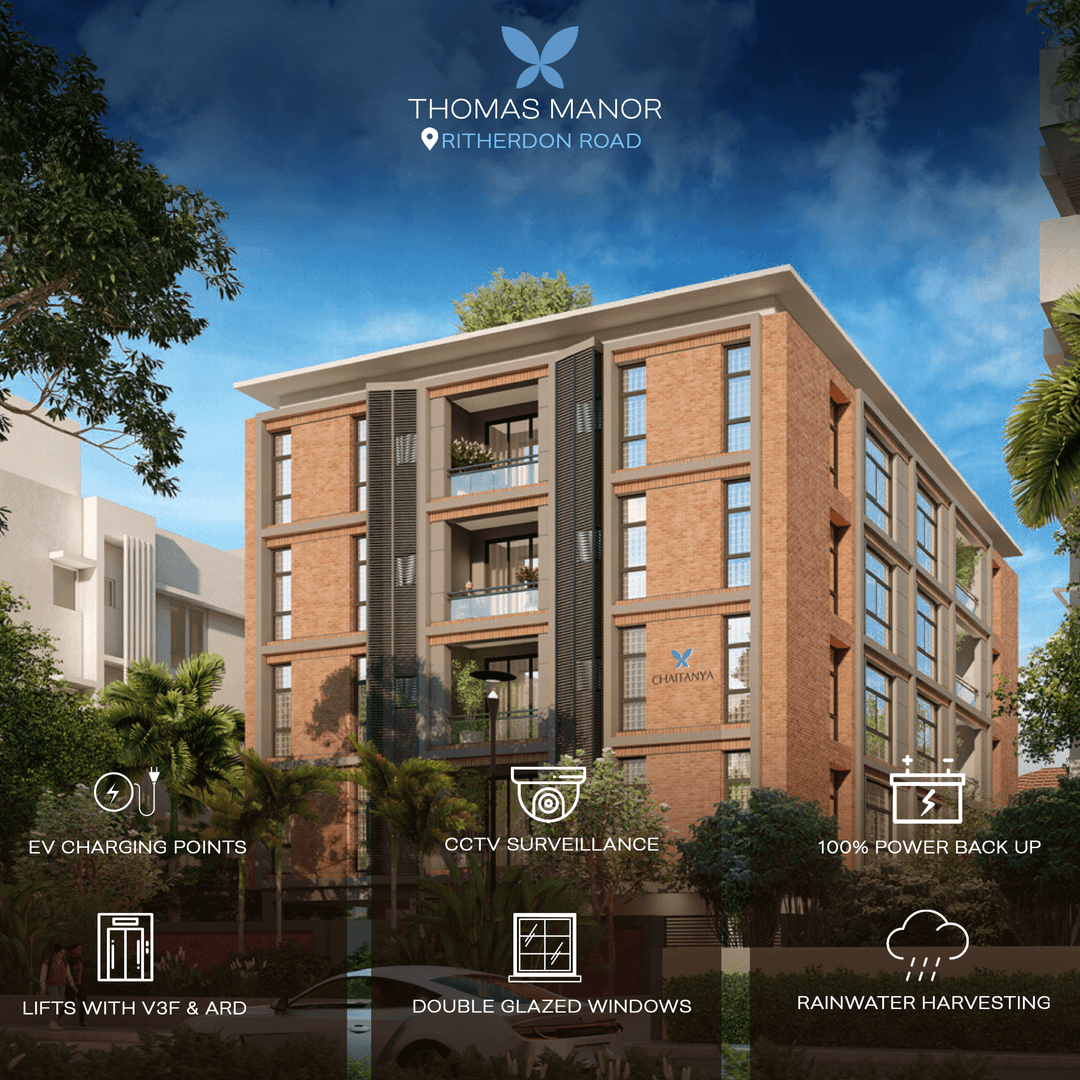 THOMAS MANOR
RITHERDON ROAD
CHAITANYA
EV CHARGING POINTS
CCTV SURVEILLANCE
100% POWER BACK UP
LIFTS WITH V3F & ARD
DOUBLE GLAZED WINDOWS
RAINWATER HARVESTING